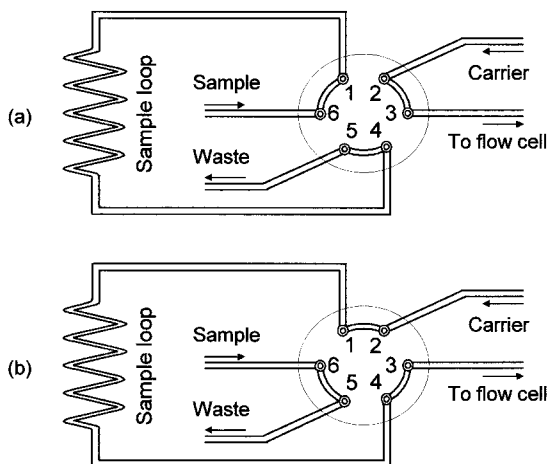 (a)
Sample loop
Sample
Waste
Carrier
To flow cell
1 2
6 3
5 4
(b)
Sample loop
Sample
Waste
Carrier
To flow cell
1 2
6 3
5 4